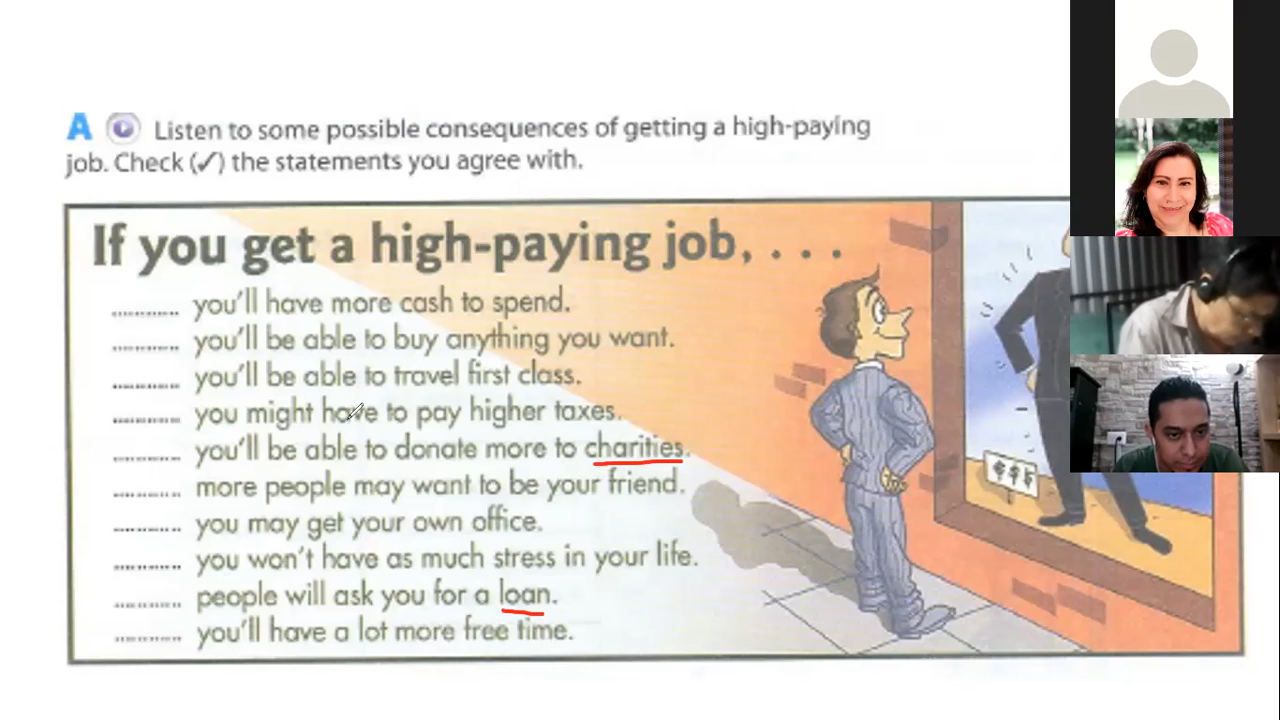 A Listen to some possible consequences of getting a high-paying
job. Check (✓) the statements you agree with.
If you get a high-paying job, . . . .
........... you'll have more cash to spend.
........... you'll be able to buy anything you want.
........... you'll be able to travel first class.
........... you might have to pay higher taxes.
........... you'll be able to donate more to charities.
........... more people may want to be your friend.
........... you may get your own office.
........... you won't have as much stress in your life.
........... people will ask you for a loan.
........... you'll have a lot more free time.
$$$